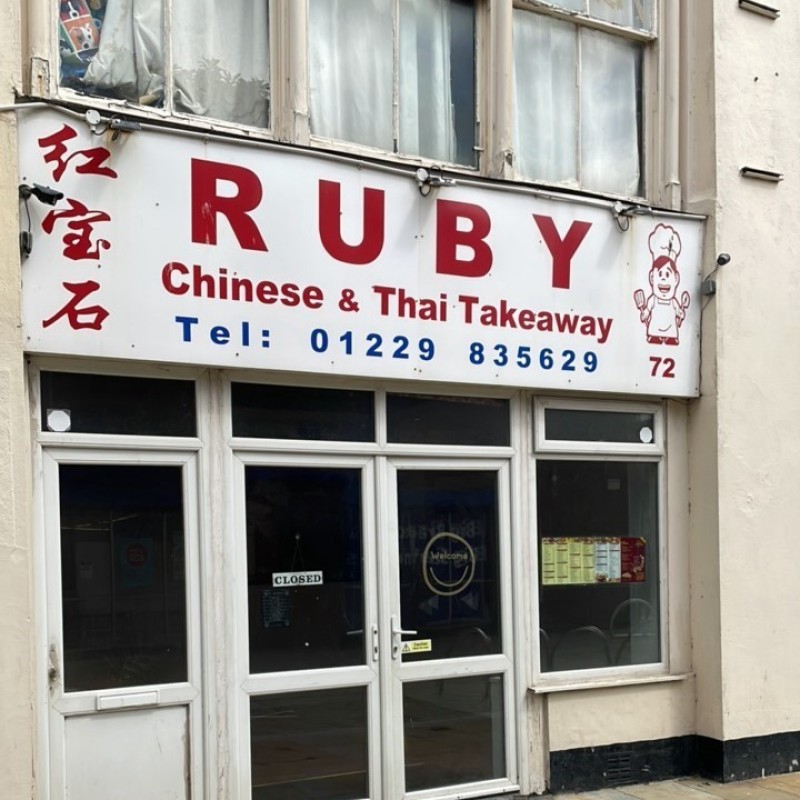 红宝石
RUBY
Chinese & Thai Takeaway
Tel: 01229 835629
72
CLOSED
Welcome